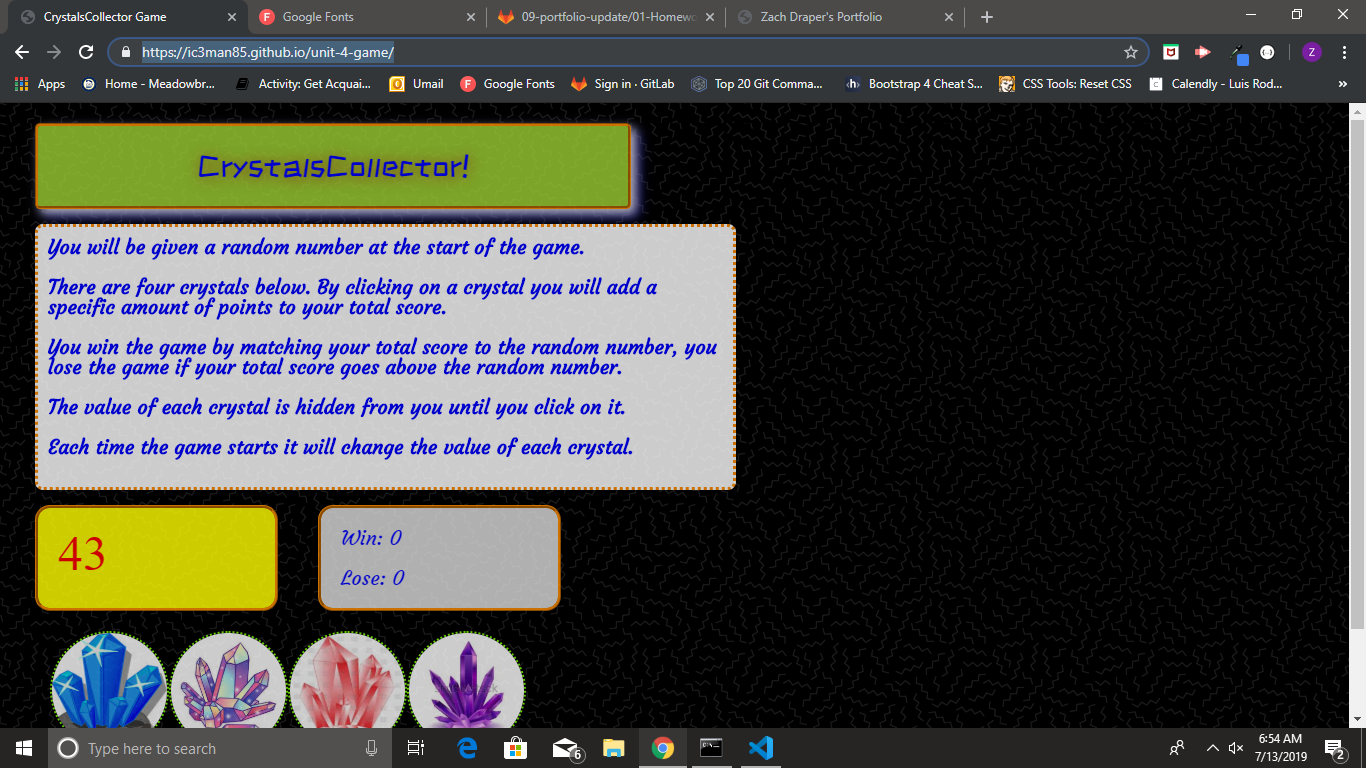 CrystalsCollector Game
Google Fonts
09-portfolio-update/01-Homewo
Zach Draper's Portfolio
https://ic3man85.github.io/unit-4-game/
Z
Apps
Home - Meadowbr...
Activity: Get Acquai...
Umail
Google Fonts
Sign in · GitLab
Top 20 Git Comma...
Bootstrap 4 Cheat S...
CSS Tools: Reset CSS
Calendly - Luis Rod...
»
CrystalsCollector!
You will be given a random number at the start of the game.
There are four crystals below. By clicking on a crystal you will add a
specific amount of points to your total score.
You win the game by matching your total score to the random number, you
lose the game if your total score goes above the random number.
The value of each crystal is hidden from you until you click on it.
Each time the game starts it will change the value of each crystal.
43
Win: 0
Lose: 0
Type here to search
6
6:54 AM
7/13/2019
2